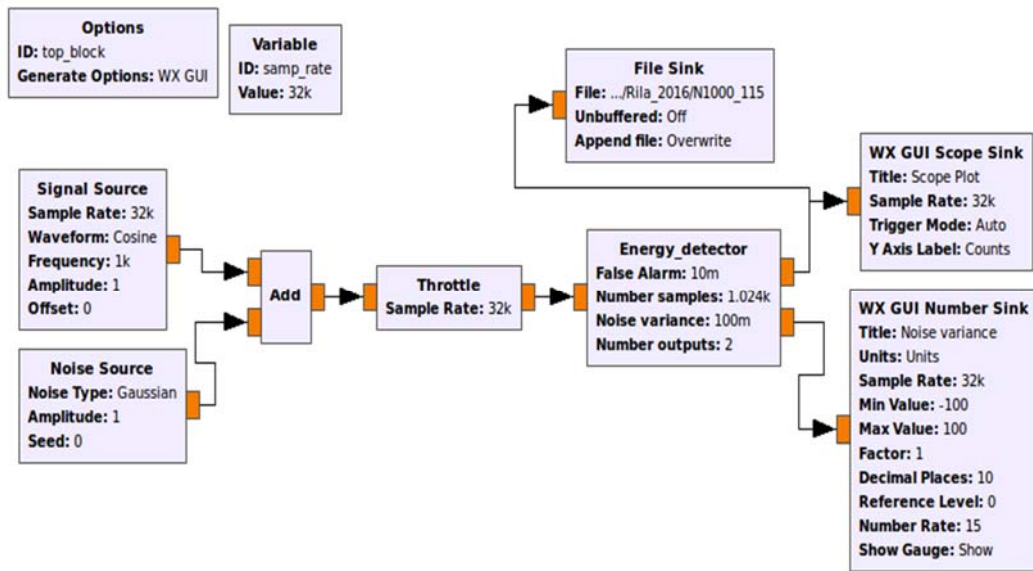 Options
ID: top_block
Generate Options: WX GUI
Variable
ID: samp_rate
Value: 32k
File Sink
File: .../Rila_2016/N1000_115
Unbuffered: Off
Append file: Overwrite
WX GUI Scope Sink
Title: Scope Plot
Sample Rate: 32k
Trigger Mode: Auto
Y Axis Label: Counts
Signal Source
Sample Rate: 32k
Waveform: Cosine
Frequency: 1k
Amplitude: 1
Offset: 0
Add
Throttle
Sample Rate: 32k
Energy_detector
False Alarm: 10m
Number samples: 1.024k
Noise variance: 100m
Number outputs: 2
Noise Source
Noise Type: Gaussian
Amplitude: 1
Seed: 0
WX GUI Number Sink
Title: Noise variance
Units: Units
Sample Rate: 32k
Min Value: -100
Max Value: 100
Factor: 1
Decimal Places: 10
Reference Level: 0
Number Rate: 15
Show Gauge: Show